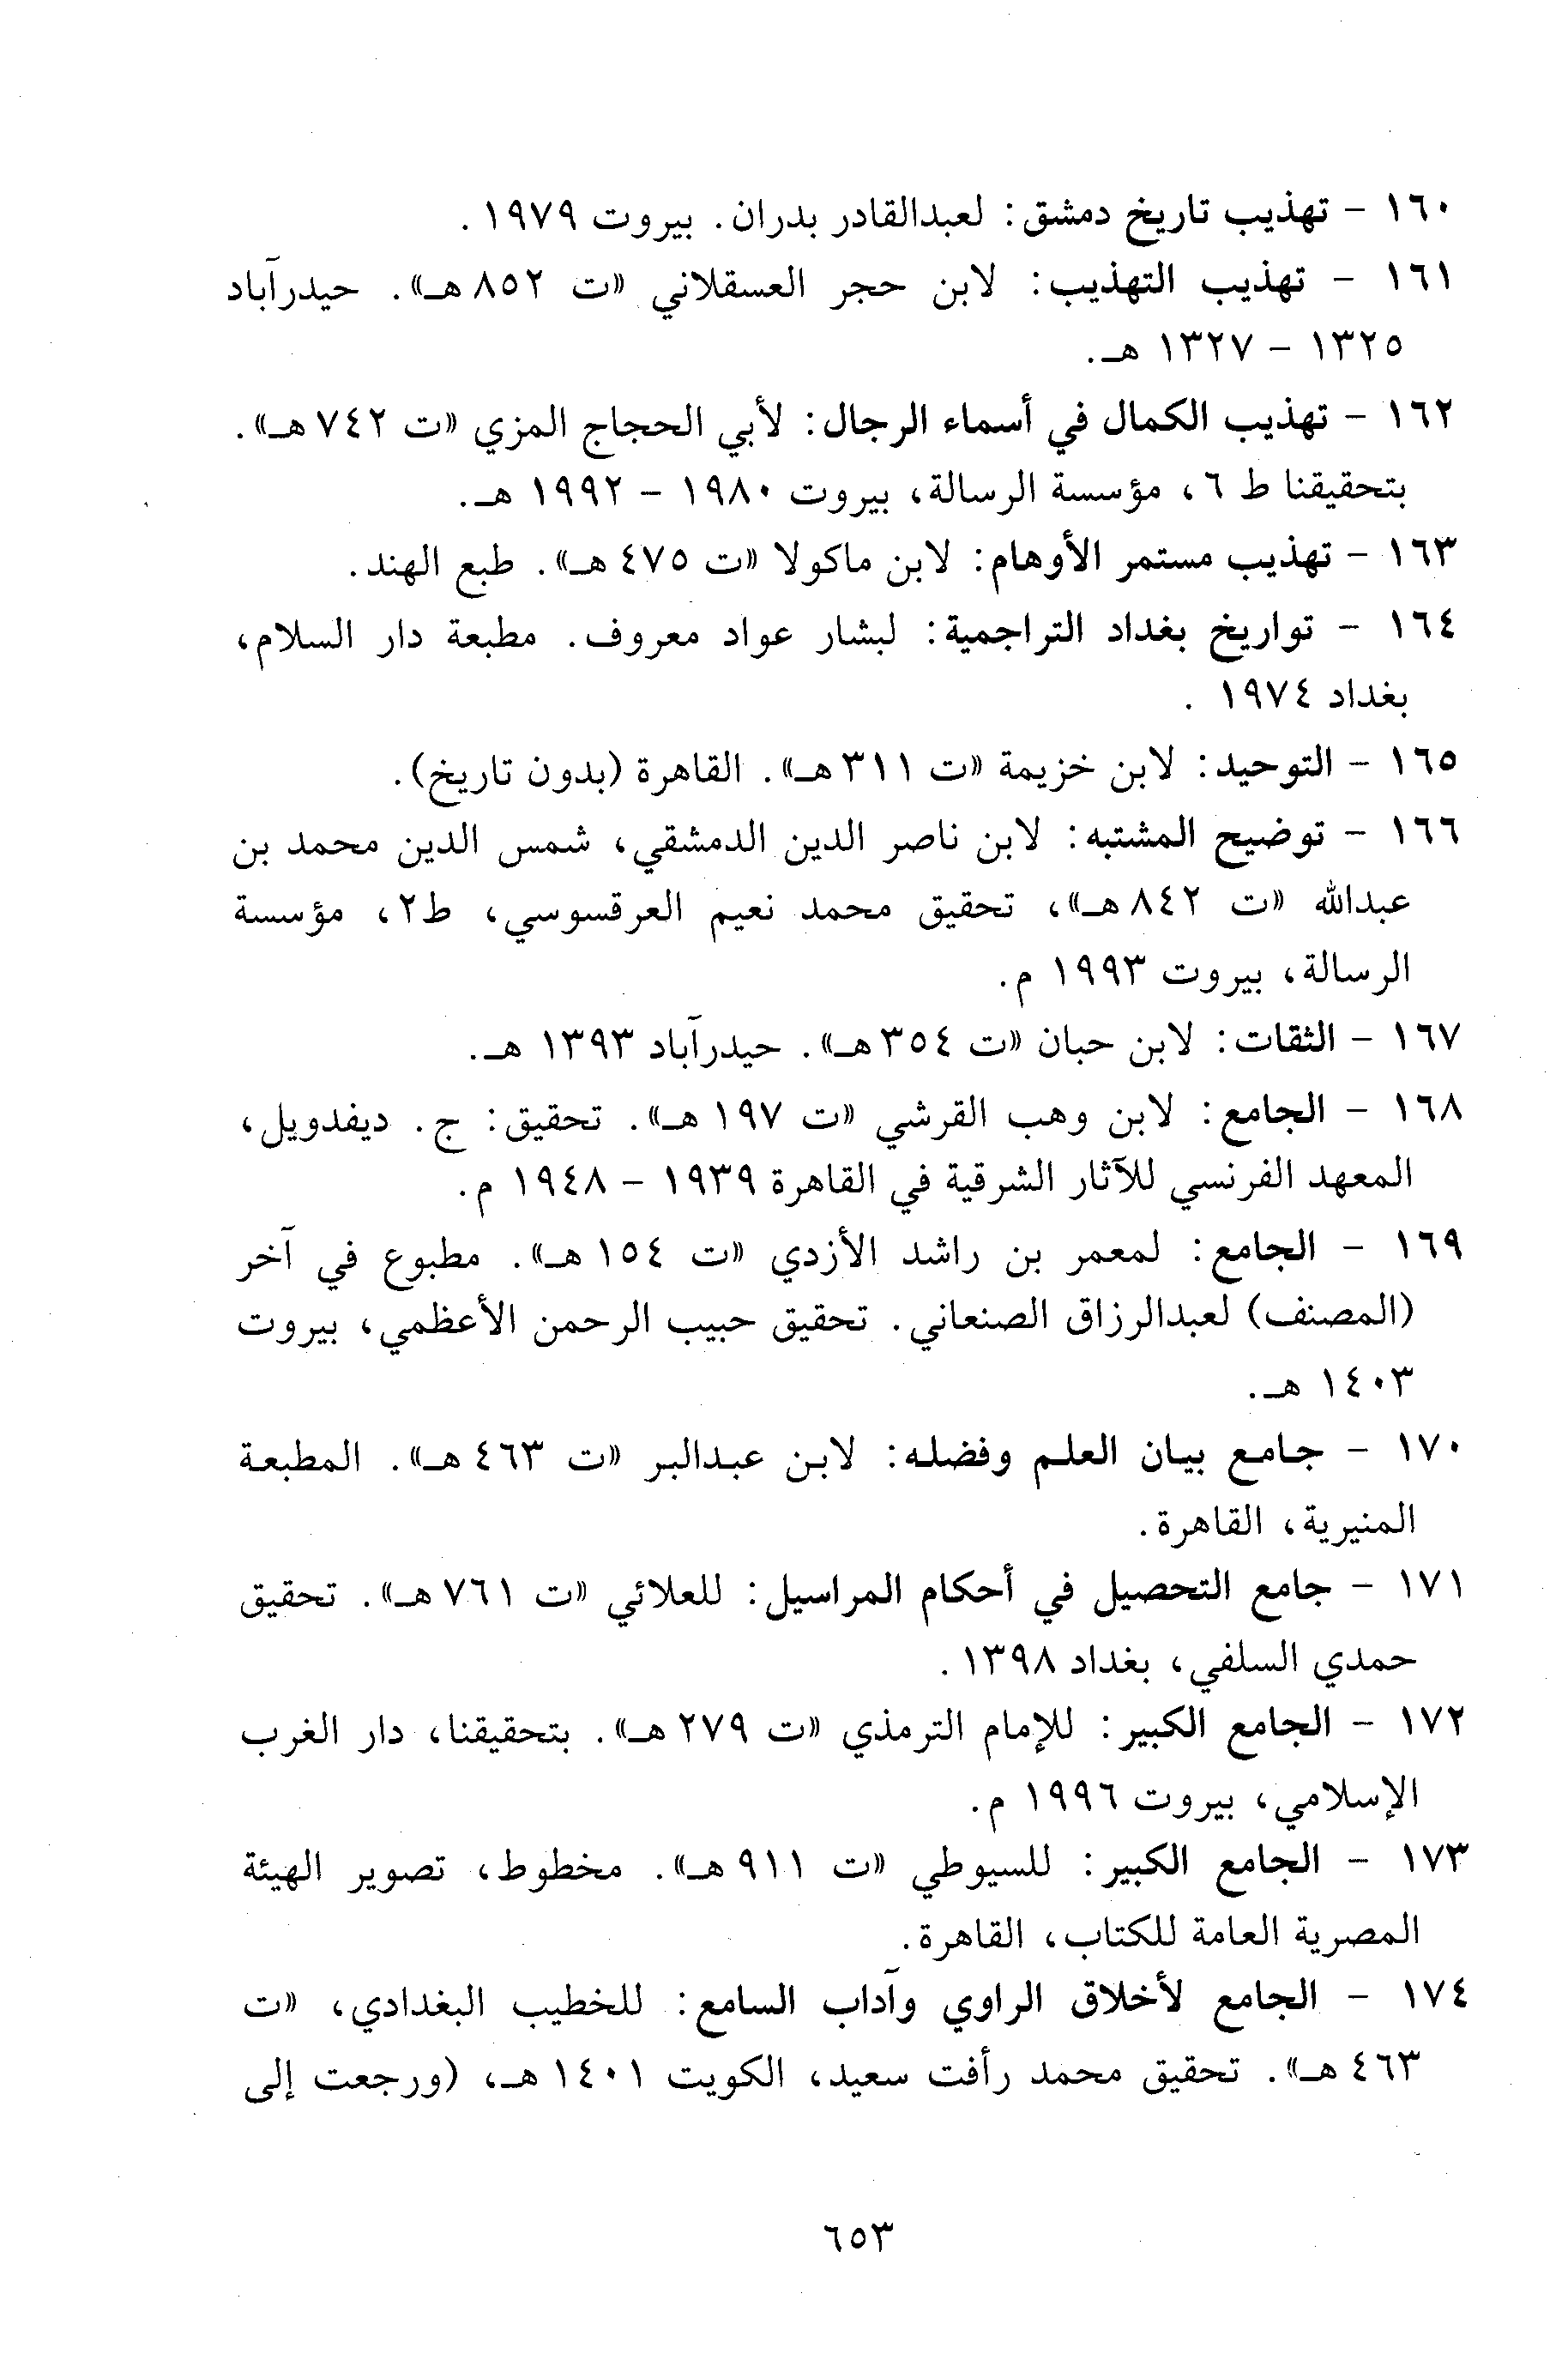 ١٦٠ - تهذيب تاريخ دمشق: لعبدالقادر بدران. بيروت ١٩٧٩.
١٦١ - تهذيب التهذيب: لابن حجر العسقلاني «ت ٨٥٢ هـ». حيدرآباد
١٣٢٥ - ١٣٢٧ هـ.
١٦٢ - تهذيب الكمال في أسماء الرجال: لأبي الحجاج المزي «ت ٧٤٢ هـ».
بتحقيقنا ط ٦، مؤسسة الرسالة، بيروت ١٩٨٠ - ١٩٩٢ هـ.
١٦٣ - تهذيب مستمر الأوهام: لابن ماكولا «ت ٤٧٥ هـ». طبع الهند.
١٦٤ - تواريخ بغداد التراجمية: لبشار عواد معروف. مطبعة دار السلام،
بغداد ١٩٧٤ .
١٦٥ - التوحيد: لابن خزيمة «ت ٣١١ هـ». القاهرة (بدون تاريخ).
١٦٦ - توضيح المشتبه: لابن ناصر الدين الدمشقي، شمس الدين محمد بن
عبدالله «ت ٨٤٢ هـ»، تحقيق محمد نعيم العرقسوسي، ط٢، مؤسسة
الرسالة، بيروت ١٩٩٣ م.
١٦٧ - الثقات: لابن حبان «ت ٣٥٤ هـ». حيدرآباد ١٣٩٣ هـ.
١٦٨ - الجامع: لابن وهب القرشي «ت ١٩٧ هـ». تحقيق: ج. ديفدويل،
المعهد الفرنسي للآثار الشرقية في القاهرة ١٩٣٩ - ١٩٤٨ م.
١٦٩ - الجامع: لمعمر بن راشد الأزدي «ت ١٥٤ هـ». مطبوع في آخر
(المصنف) لعبدالرزاق الصنعاني. تحقيق حبيب الرحمن الأعظمي، بيروت
١٤٠٣ هـ.
١٧٠ - جامع بيان العلم وفضله: لابن عبدالبر «ت ٤٦٣ هـ». المطبعة
المنيرية، القاهرة.
١٧١ - جامع التحصيل في أحكام المراسيل: للعلائي «ت ٧٦١ هـ». تحقيق
حمدي السلفي، بغداد ١٣٩٨.
١٧٢ - الجامع الكبير: للإمام الترمذي «ت ٢٧٩ هـ». بتحقيقنا، دار الغرب
الإسلامي، بيروت ١٩٩٦ م.
١٧٣ - الجامع الكبير: للسيوطي «ت ٩١١ هـ». مخطوط، تصوير الهيئة
المصرية العامة للكتاب، القاهرة.
١٧٤ - الجامع لأخلاق الراوي وآداب السامع: للخطيب البغدادي، «ت
٤٦٣ هـ». تحقيق محمد رأفت سعيد، الكويت ١٤٠١ هـ، (ورجعت إلى
٦٥٣